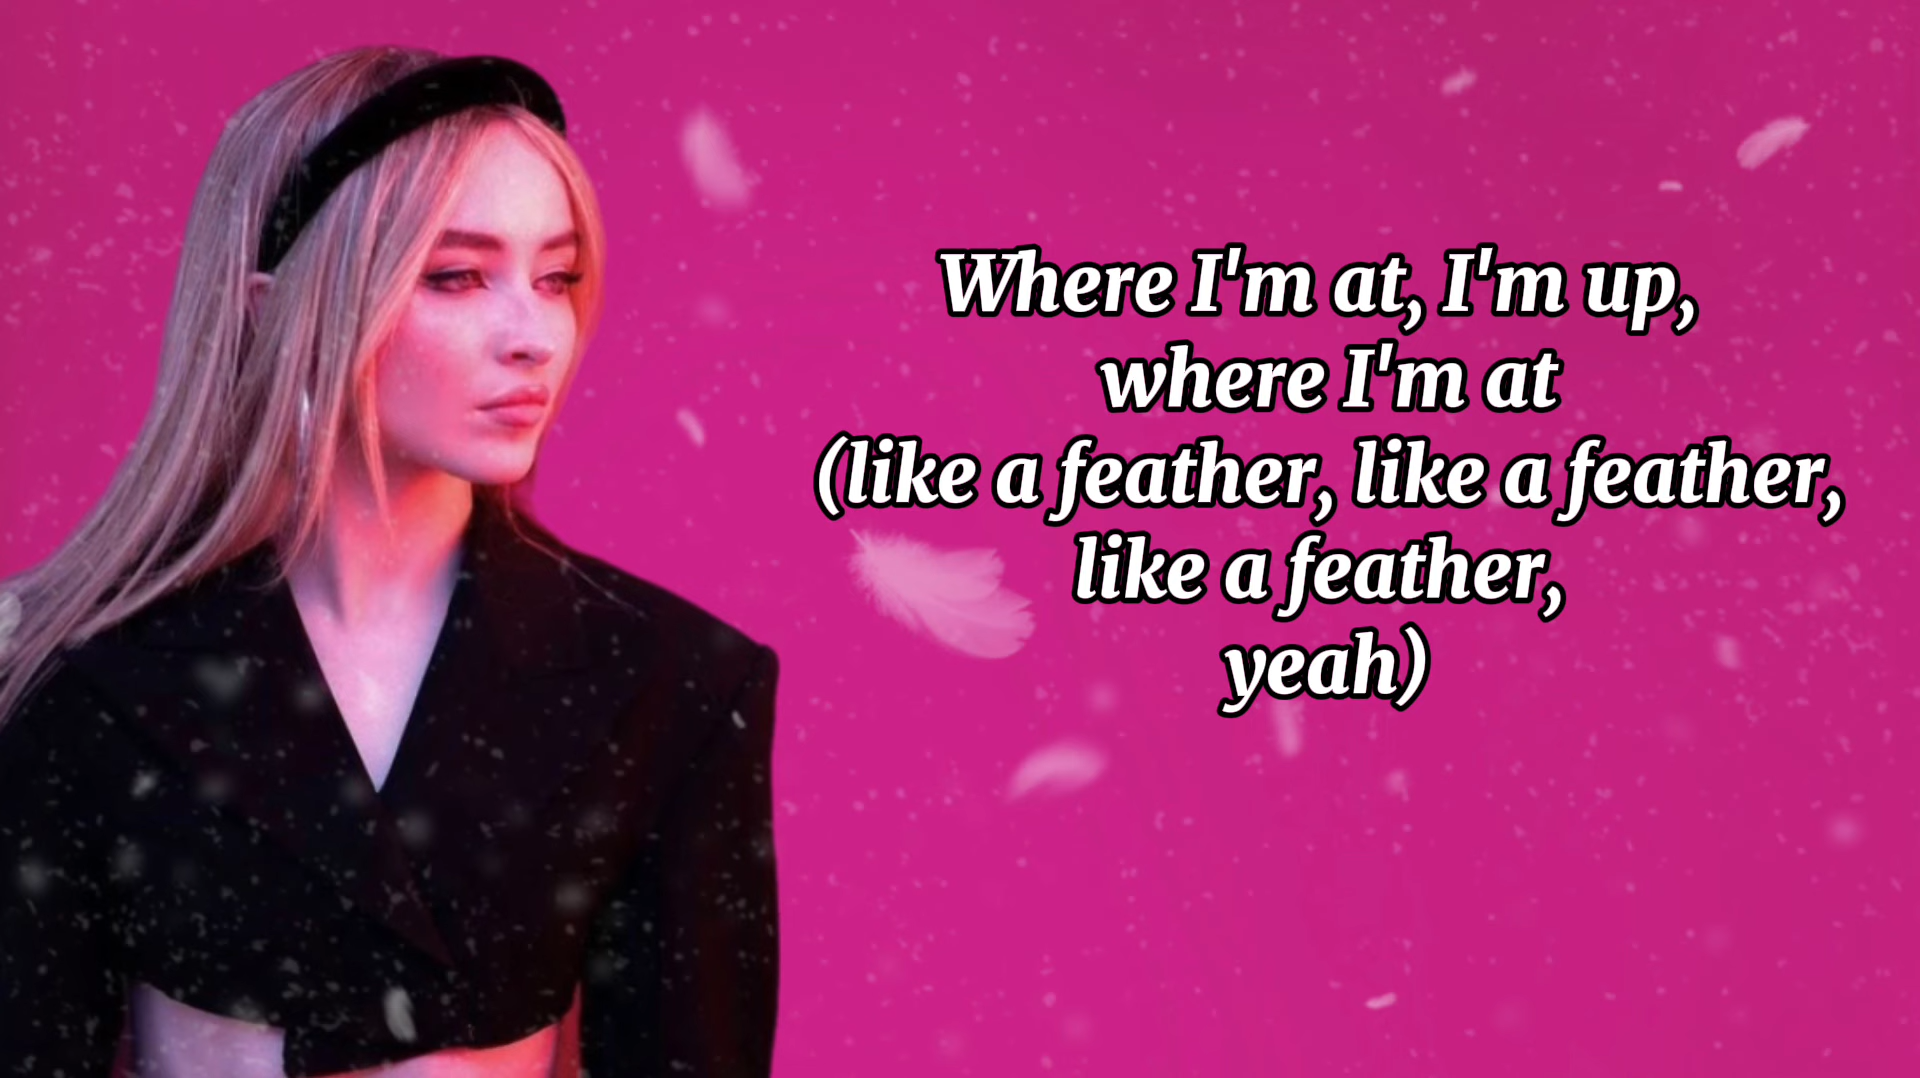 Where I'm at, I'm up,
where I'm at
(like a feather, like a feather,
like a feather,
yeah)